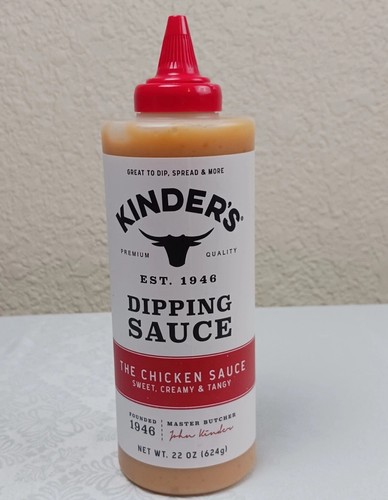 GREAT TO DIP, SPREAD & MORE
KINDER'S®
PREMIUM QUALITY
EST. 1946
DIPPING
SAUCE
THE CHICKEN SAUCE
SWEET, CREAMY & TANGY
FOUNDED
1946
MASTER BUTCHER
John Kinder
NET WT. 22 OZ (624g)